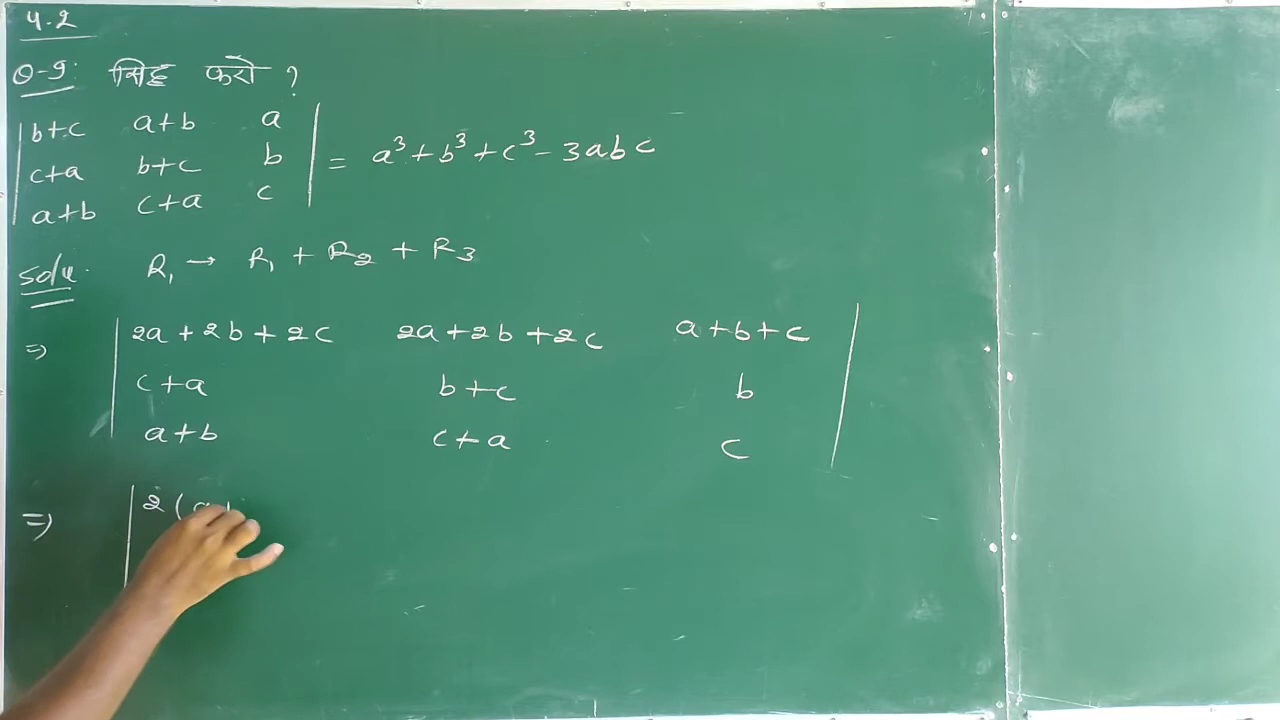 4.2
Q-9: सिद्ध करो ?
| b+c a+b a |
| c+a b+c b | = a³+b³+c³-3abc
| a+b c+a c |
Solu. R₁ → R₁ + R₂ + R₃
⇒ | 2a+2b+2c 2a+2b+2c a+b+c |
| c+a b+c b |
| a+b c+a c |
⇒ | 2(a+